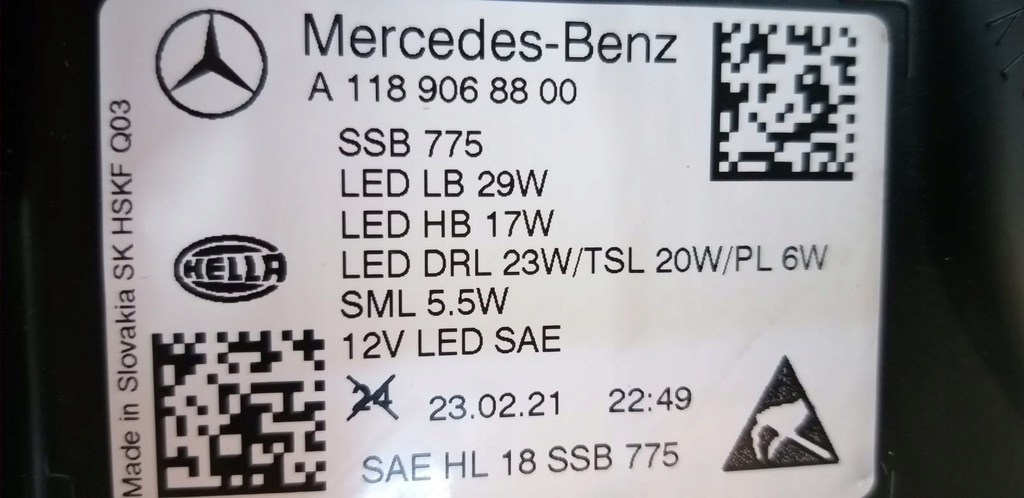 Mercedes-Benz
A 118 906 88 00
SSB 775
LED LB 29W
LED HB 17W
LED DRL 23W/TSL 20W/PL 6W
SML 5.5W
12V LED SAE
24 23.02.21 22:49
SAE HL 18 SSB 775
HELLA
Made in Slovakia SK HSKF Q03